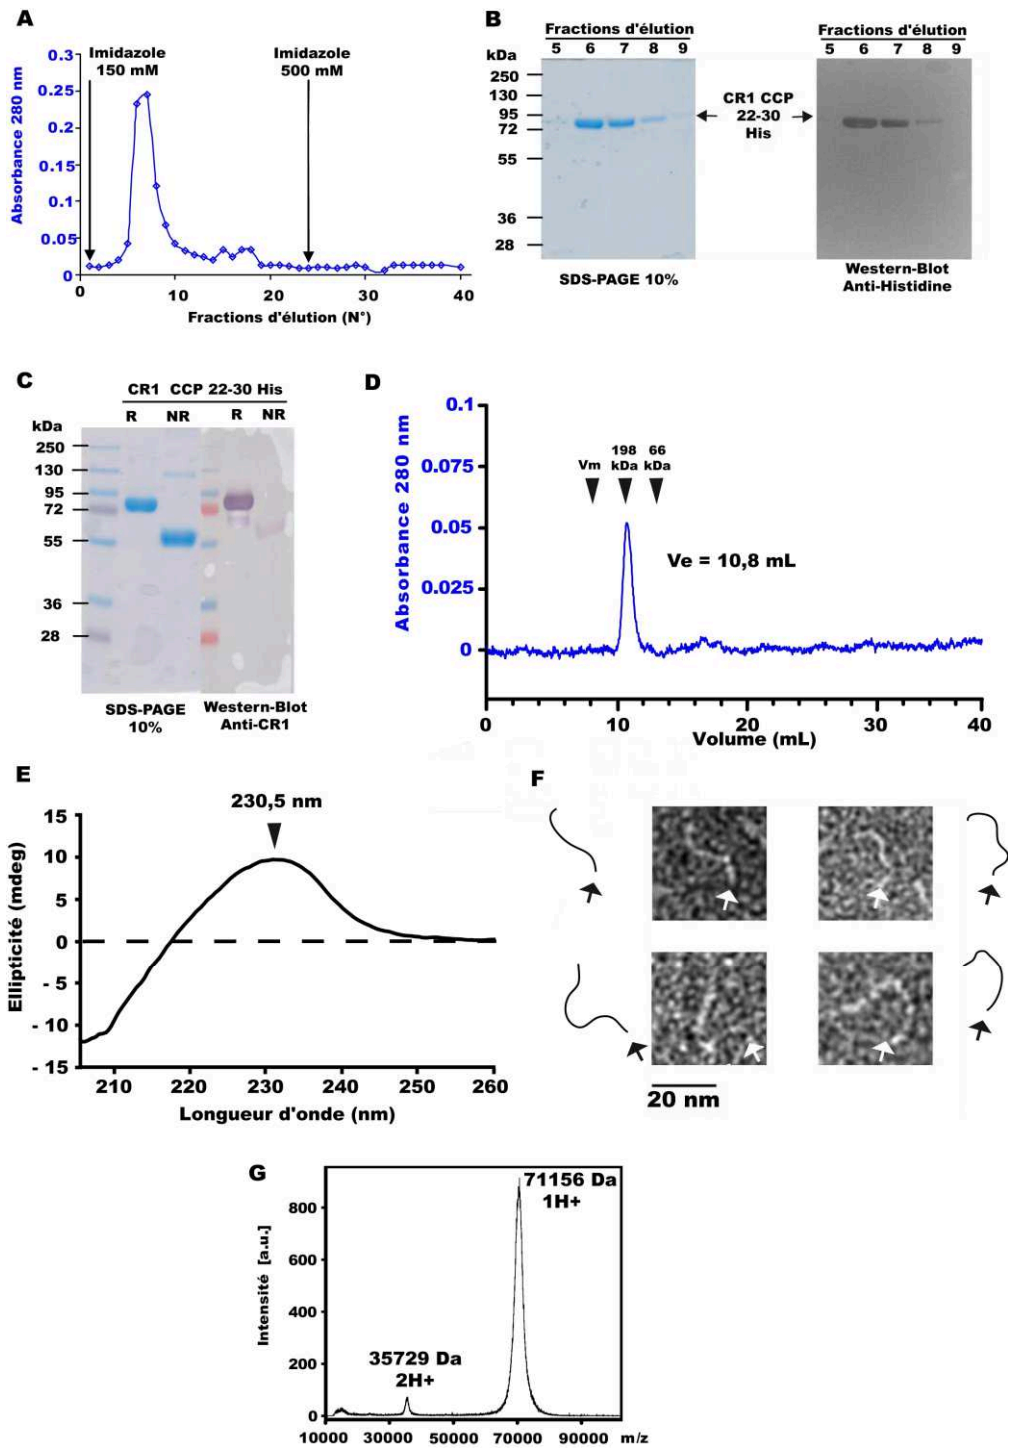 A
Imidazole
150 mM
Imidazole
500 mM
Absorbance 280 nm
0.3
0.25
0.2
0.15
0.1
0.05
0
0 10 20 30 40
Fractions d'élution (N°)
B
Fractions d'élution
kDa 5 6 7 8 9
250
130
95
72
55
36
28
SDS-PAGE 10%
CR1 CCP
22-30
His
Fractions d'élution
5 6 7 8 9
Western-Blot
Anti-Histidine
C
CR1 CCP 22-30 His
R NR R NR
kDa
250
130
95
72
55
36
28
SDS-PAGE
10%
Western-Blot
Anti-CR1
D
Absorbance 280 nm
0.1
0.075
0.05
0.025
0
Vm
198
kDa
66
kDa
Ve = 10,8 mL
0 10 20 30 40
Volume (mL)
E
230,5 nm
Ellipticité (mdeg)
15
10
5
0
- 5
- 10
- 15
210 220 230 240 250 260
Longueur d'onde (nm)
F
20 nm
G
71156 Da
1H+
Intensité [a.u.]
800
600
400
200
0
35729 Da
2H+
10000 30000 50000 70000 90000 m/z